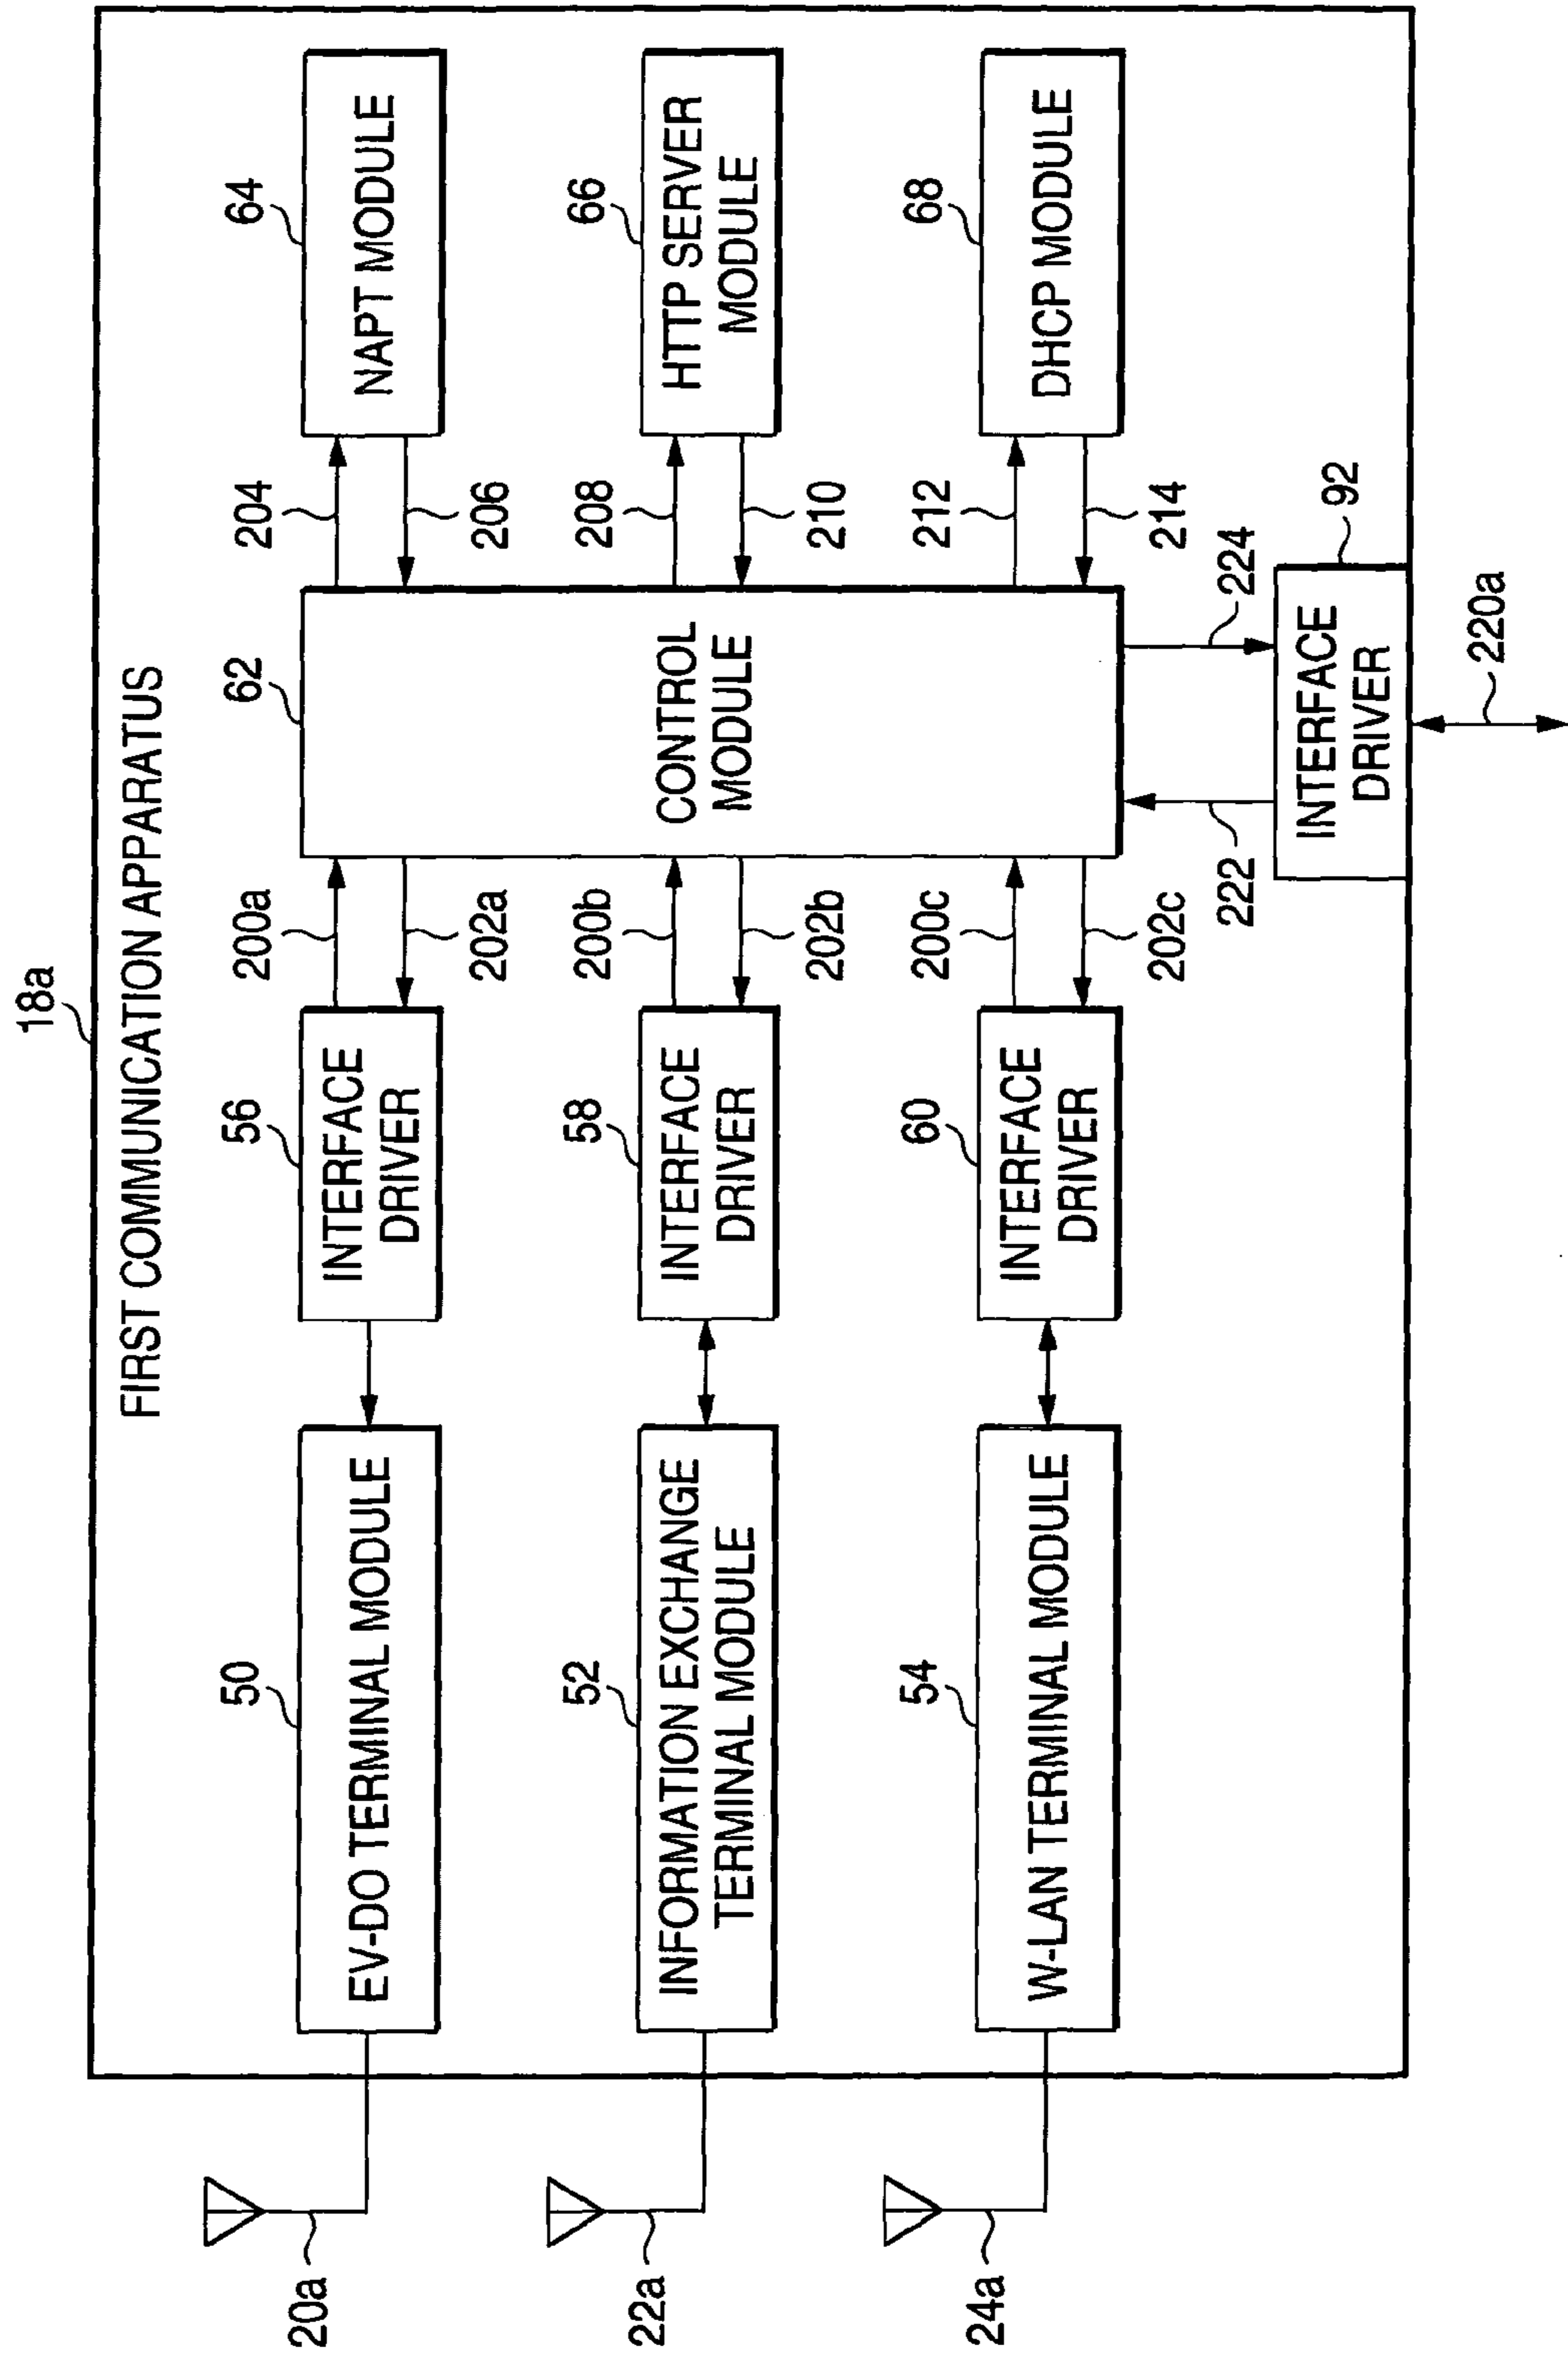 18a
FIRST COMMUNICATION APPARATUS
20a
50
EV-DO TERMINAL MODULE
56
INTERFACE
DRIVER
200a
202a
62
CONTROL
MODULE
204
206
64
NAPT MODULE
22a
52
INFORMATION EXCHANGE
TERMINAL MODULE
58
INTERFACE
DRIVER
200b
202b
208
210
66
HTTP SERVER
MODULE
24a
54
W-LAN TERMINAL MODULE
60
INTERFACE
DRIVER
200c
202c
212
214
68
DHCP MODULE
222
224
92
INTERFACE
DRIVER
220a